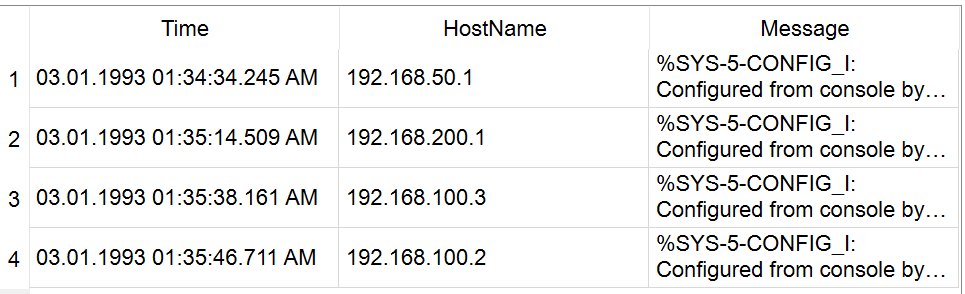 Time HostName Message
1 03.01.1993 01:34:34.245 AM 192.168.50.1 %SYS-5-CONFIG_I:
Configured from console by…
2 03.01.1993 01:35:14.509 AM 192.168.200.1 %SYS-5-CONFIG_I:
Configured from console by…
3 03.01.1993 01:35:38.161 AM 192.168.100.3 %SYS-5-CONFIG_I:
Configured from console by…
4 03.01.1993 01:35:46.711 AM 192.168.100.2 %SYS-5-CONFIG_I:
Configured from console by…